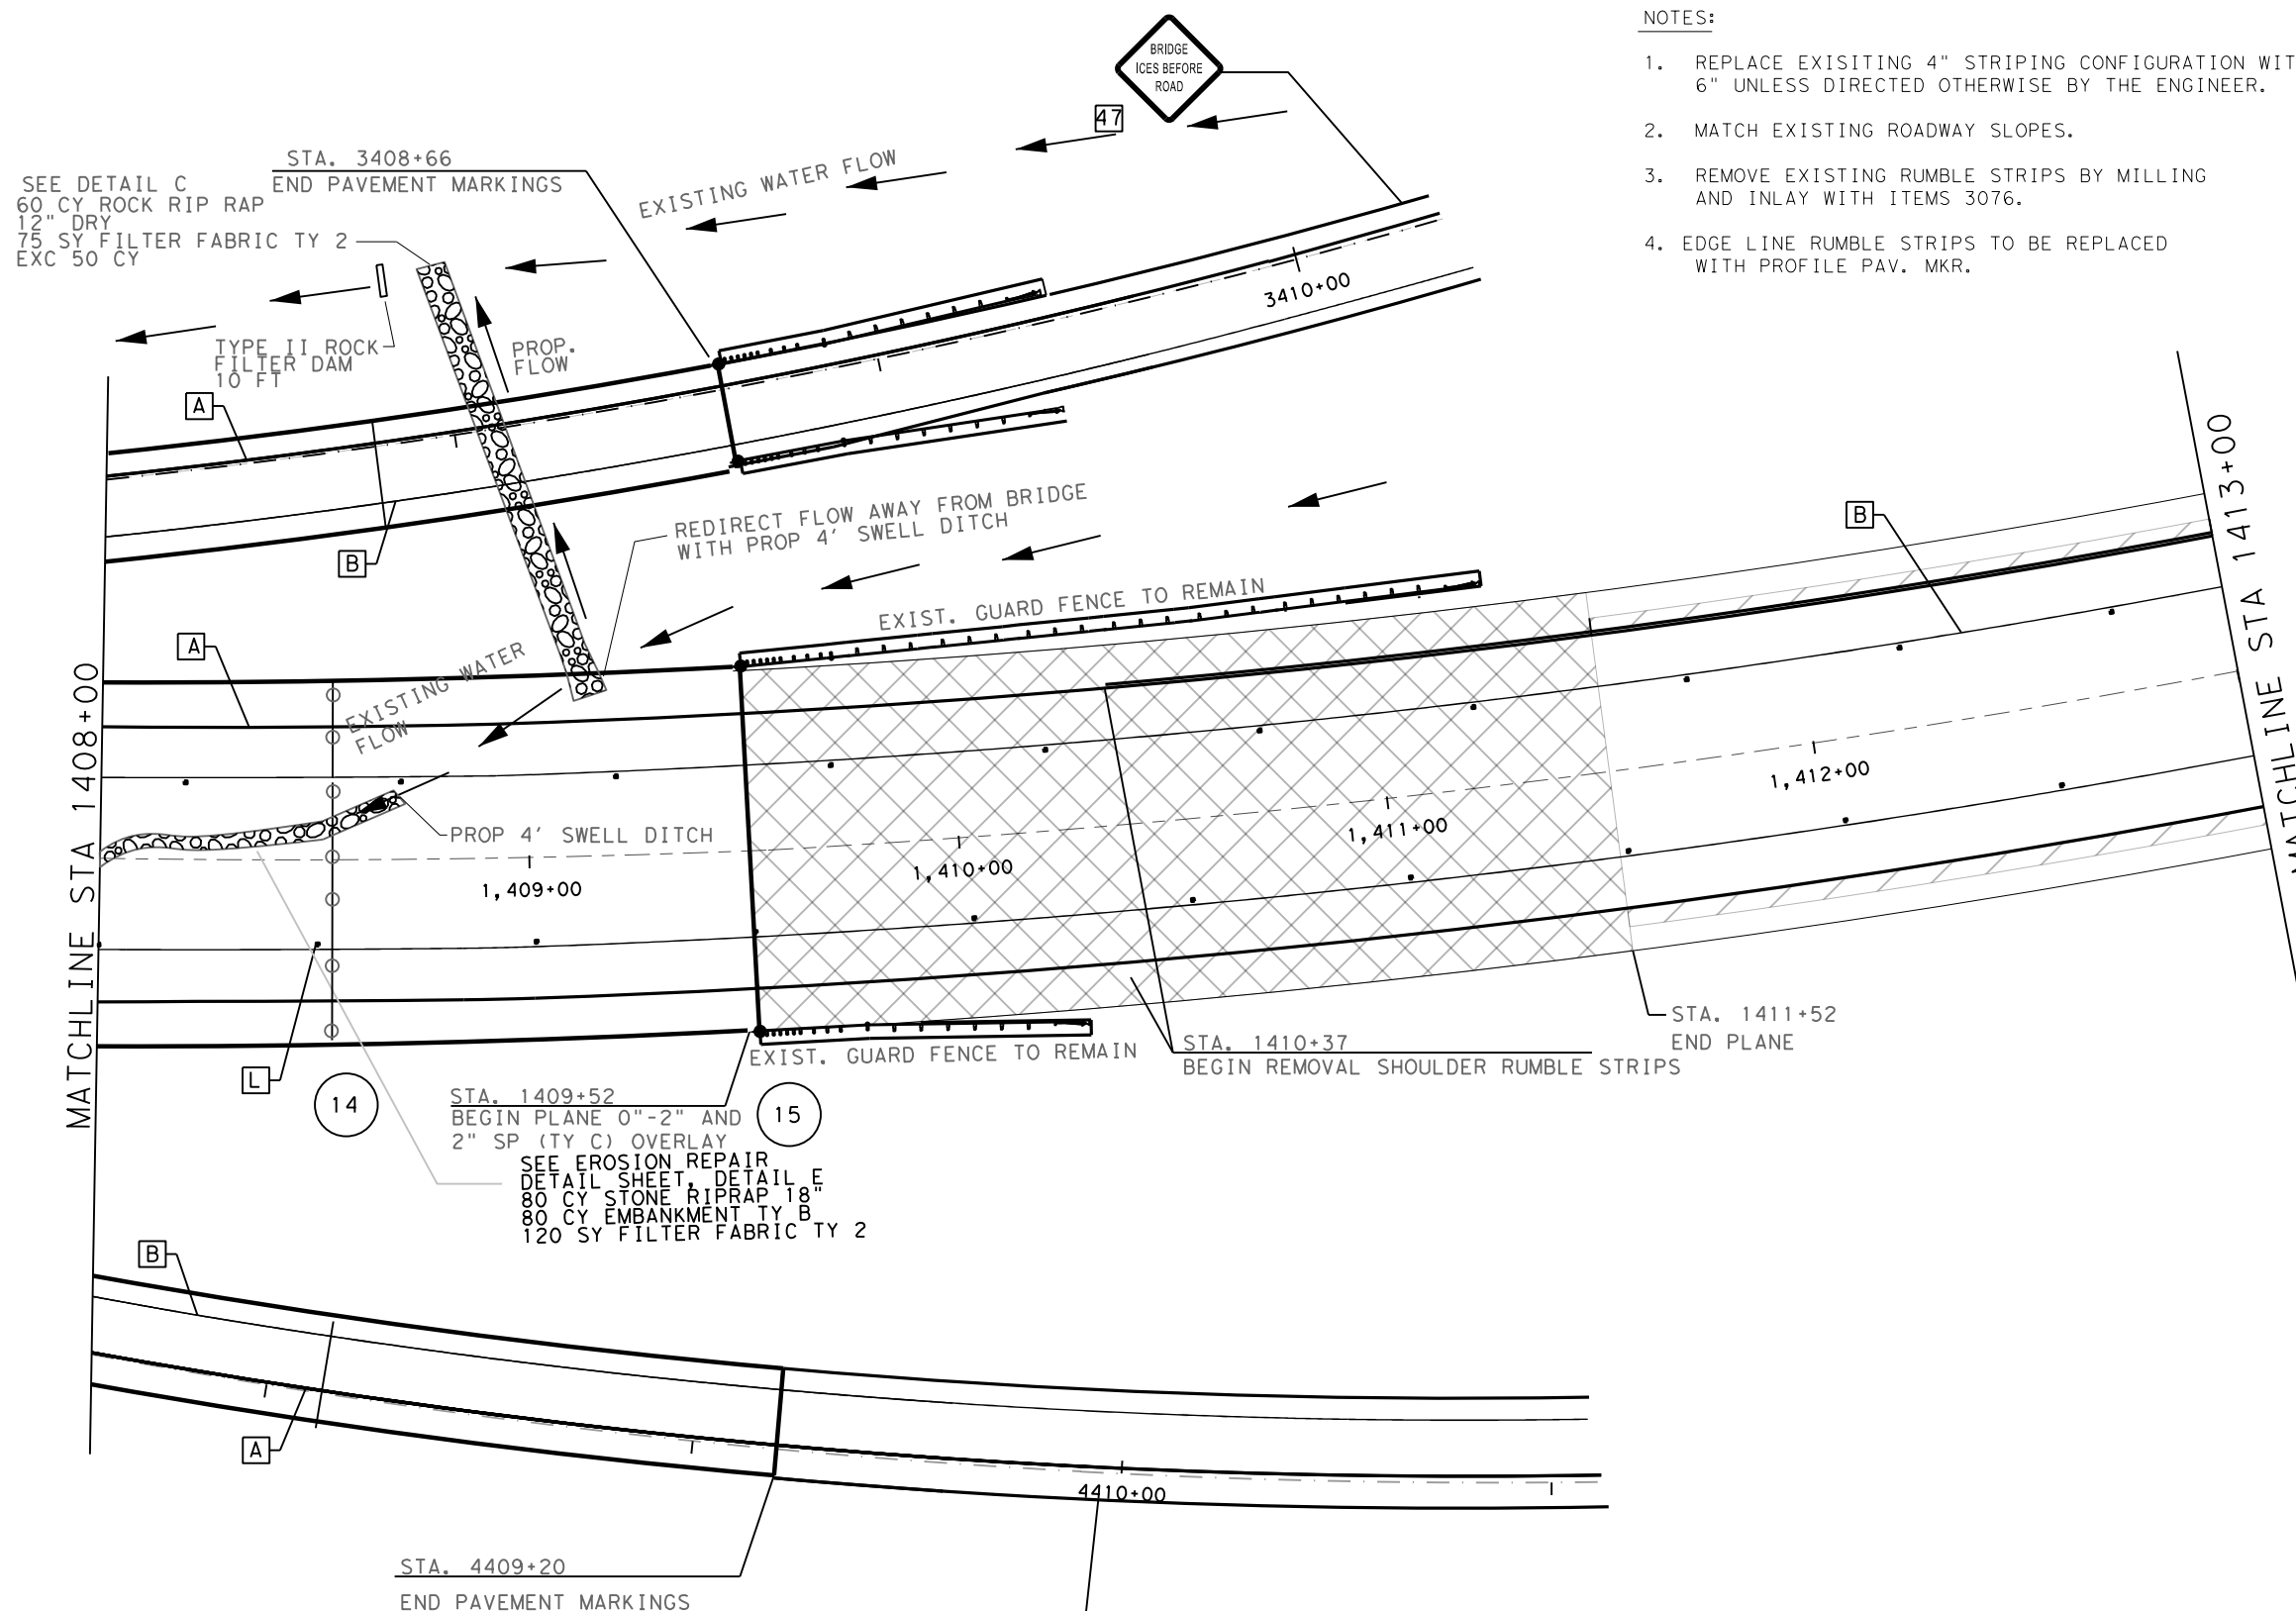 NOTES:
1. REPLACE EXISITING 4" STRIPING CONFIGURATION WIT
6" UNLESS DIRECTED OTHERWISE BY THE ENGINEER.
2. MATCH EXISTING ROADWAY SLOPES.
3. REMOVE EXISTING RUMBLE STRIPS BY MILLING
AND INLAY WITH ITEMS 3076.
4. EDGE LINE RUMBLE STRIPS TO BE REPLACED
WITH PROFILE PAV. MKR.
BRIDGE
ICES BEFORE
ROAD
47
STA. 3408+66
END PAVEMENT MARKINGS
EXISTING WATER FLOW
SEE DETAIL C
60 CY ROCK RIP RAP
12" DRY
75 SY FILTER FABRIC TY 2
EXC 50 CY
3410+00
TYPE II ROCK
FILTER DAM
10 FT
PROP.
FLOW
A
B
REDIRECT FLOW AWAY FROM BRIDGE
WITH PROP 4' SWELL DITCH
B
MATCHLINE STA 1413+00
EXIST. GUARD FENCE TO REMAIN
A
EXISTING WATER
FLOW
MATCHLINE STA 1408+00
PROP 4' SWELL DITCH
1,409+00
1,410+00
1,411+00
1,412+00
STA. 1411+52
END PLANE
STA. 1410+37
BEGIN REMOVAL SHOULDER RUMBLE STRIPS
EXIST. GUARD FENCE TO REMAIN
L
14
STA. 1409+52
BEGIN PLANE 0"-2" AND
2" SP (TY C) OVERLAY
15
SEE EROSION REPAIR
DETAIL SHEET, DETAIL E
80 CY STONE RIPRAP 18"
80 CY EMBANKMENT TY B
120 SY FILTER FABRIC TY 2
B
A
4410+00
STA. 4409+20
END PAVEMENT MARKINGS